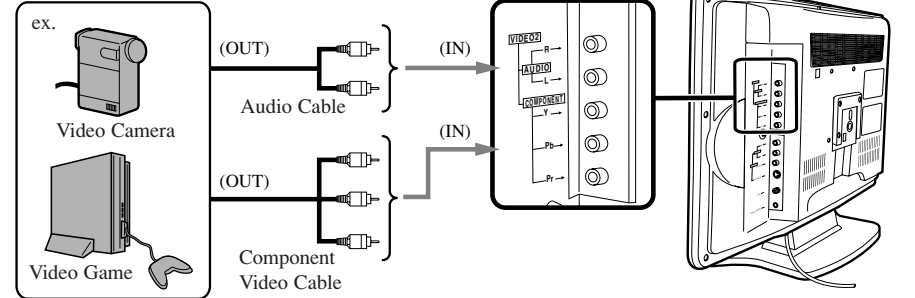 ex.
(OUT)
(IN)
Audio Cable
Video Camera
(OUT)
(IN)
Video Game
Component
Video Cable
VIDEO2
R
AUDIO
L
COMPONENT
Y
Pb
Pr